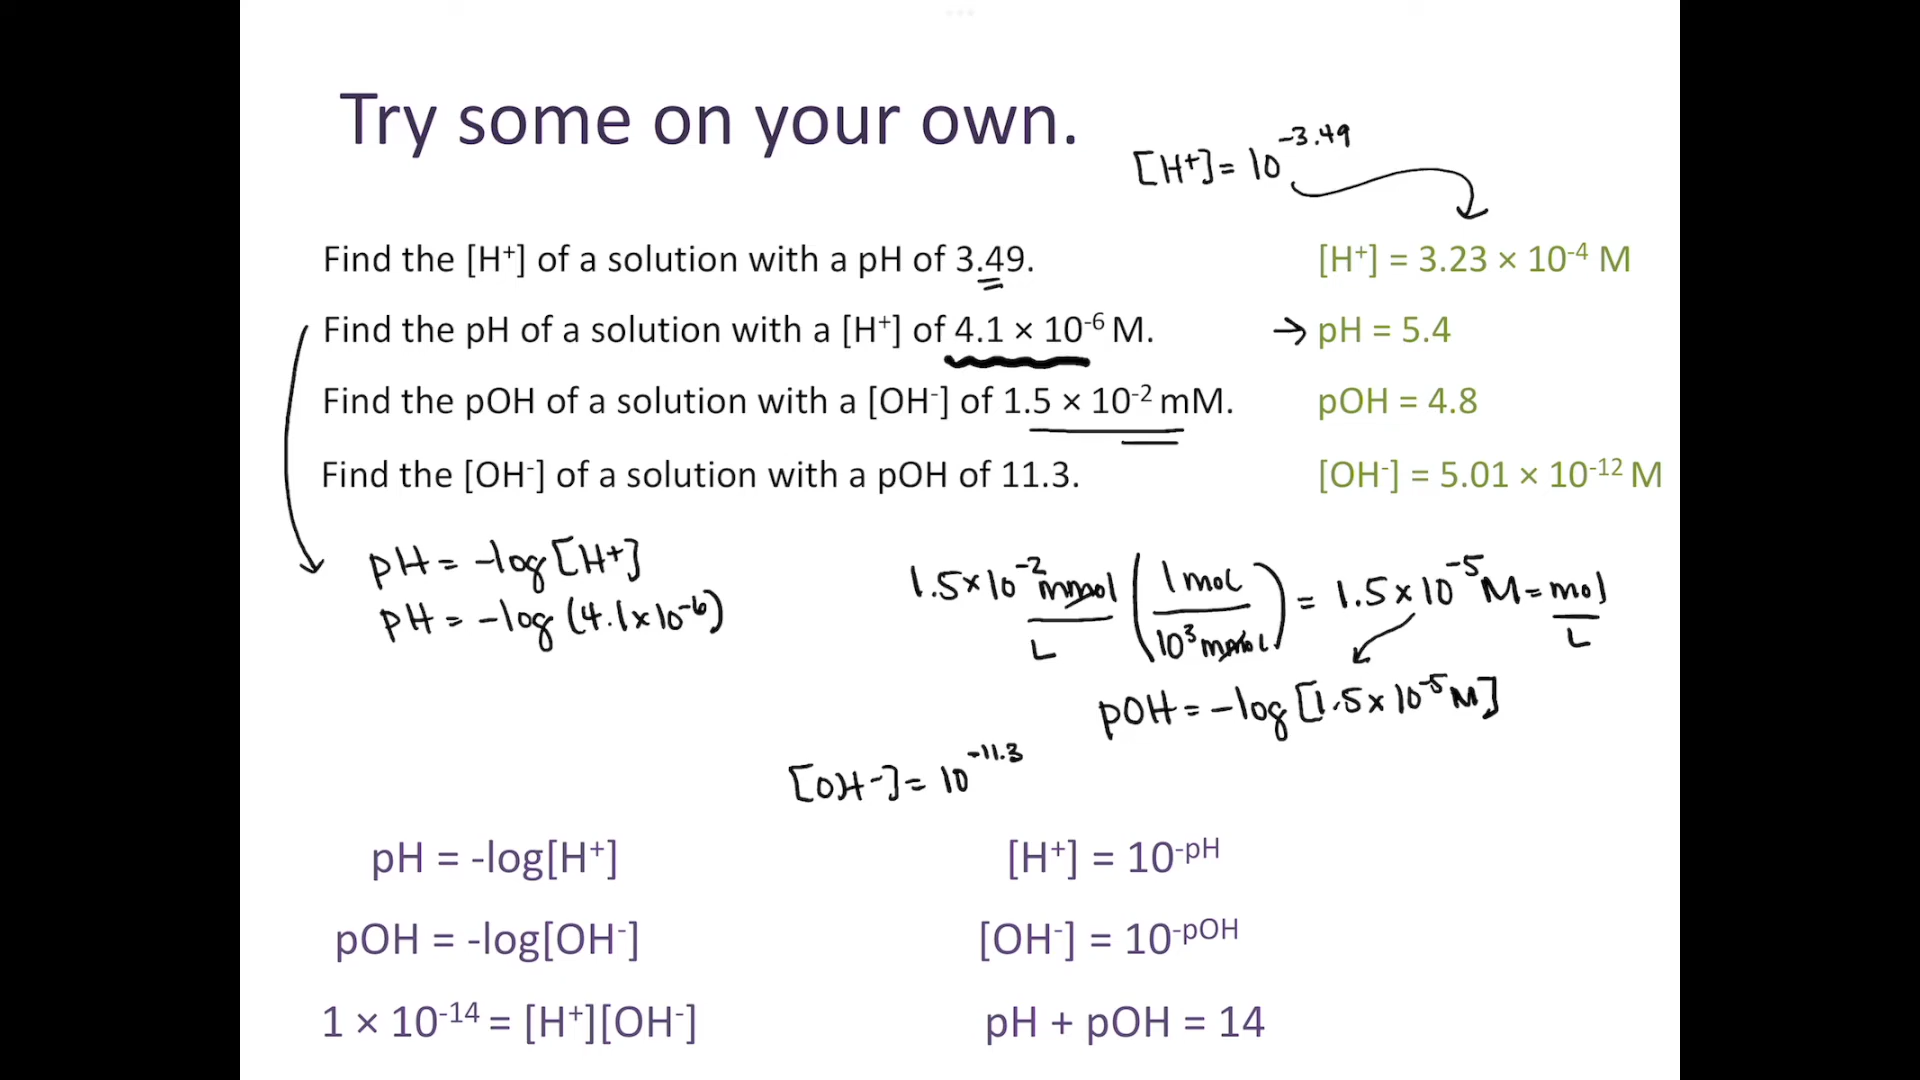 Try some on your own.
[H⁺] = 10⁻³·⁴⁹
Find the [H⁺] of a solution with a pH of 3.49.
[H⁺] = 3.23 × 10⁻⁴ M
Find the pH of a solution with a [H⁺] of 4.1 × 10⁻⁶ M.
→ pH = 5.4
Find the pOH of a solution with a [OH⁻] of 1.5 × 10⁻² mM.
pOH = 4.8
Find the [OH⁻] of a solution with a pOH of 11.3.
[OH⁻] = 5.01 × 10⁻¹² M
pH = -log[H⁺]
pH = -log(4.1×10⁻⁶)
1.5×10⁻² mmol/L (1 mol/10³ mmol) = 1.5×10⁻⁵ M = mol/L
pOH = -log[1.5×10⁻⁵ M]
[OH⁻] = 10⁻¹¹·³
pH = -log[H⁺]
[H⁺] = 10⁻ᵖᴴ
pOH = -log[OH⁻]
[OH⁻] = 10⁻ᵖᴼᴴ
1 × 10⁻¹⁴ = [H⁺][OH⁻]
pH + pOH = 14